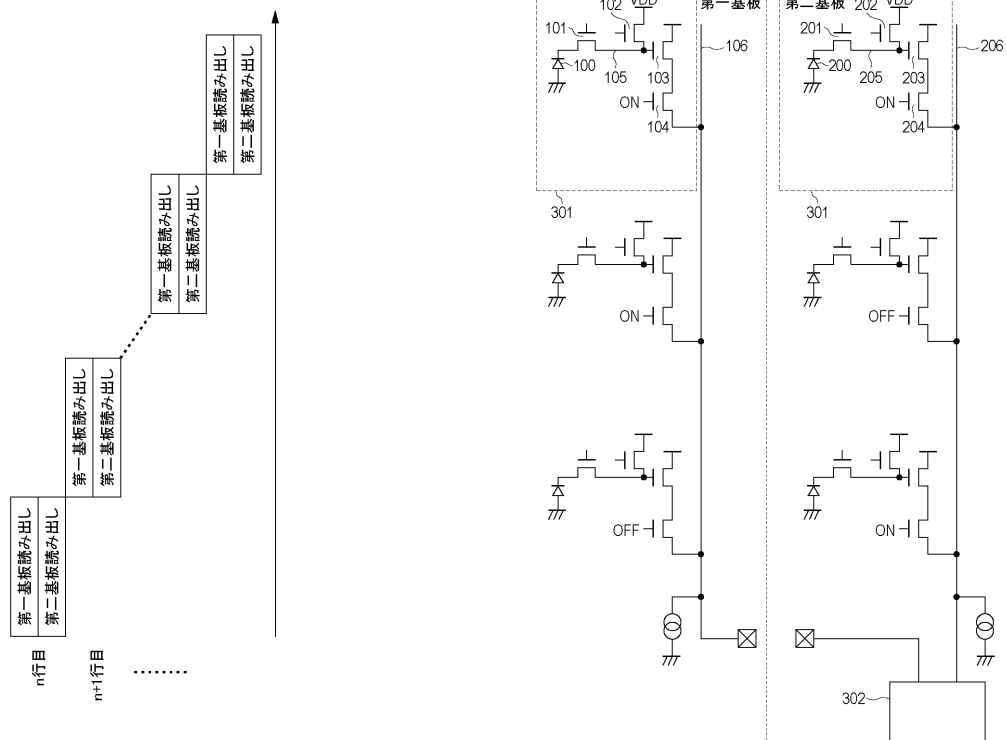 第一基板読み出し
第二基板読み出し
第一基板読み出し
第二基板読み出し
第一基板読み出し
第二基板読み出し
第一基板読み出し
第二基板読み出し
n行目
n+1行目
102 VDD 第一基板
101
100
105 103
106
ON
104
301
ON
OFF
第二基板 202 VDD
201
200
205 203
206
ON
204
301
OFF
ON
302